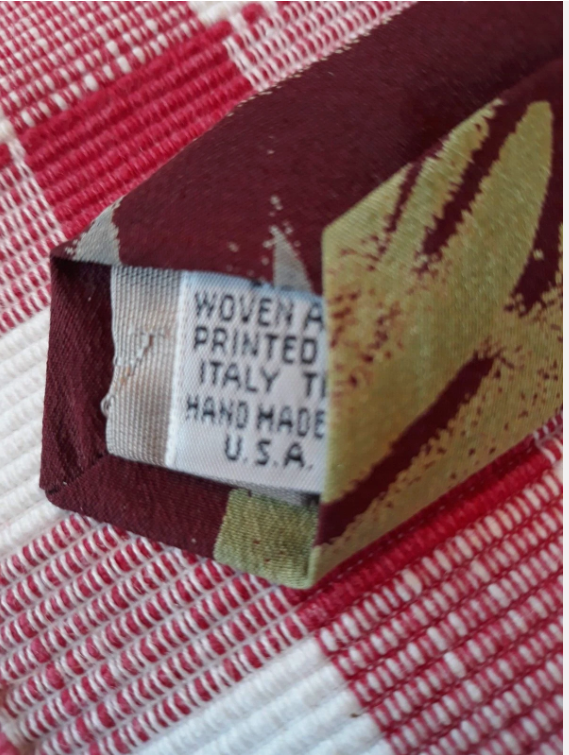 WOVEN A
PRINTED
ITALY T
HAND MADE
U.S.A.